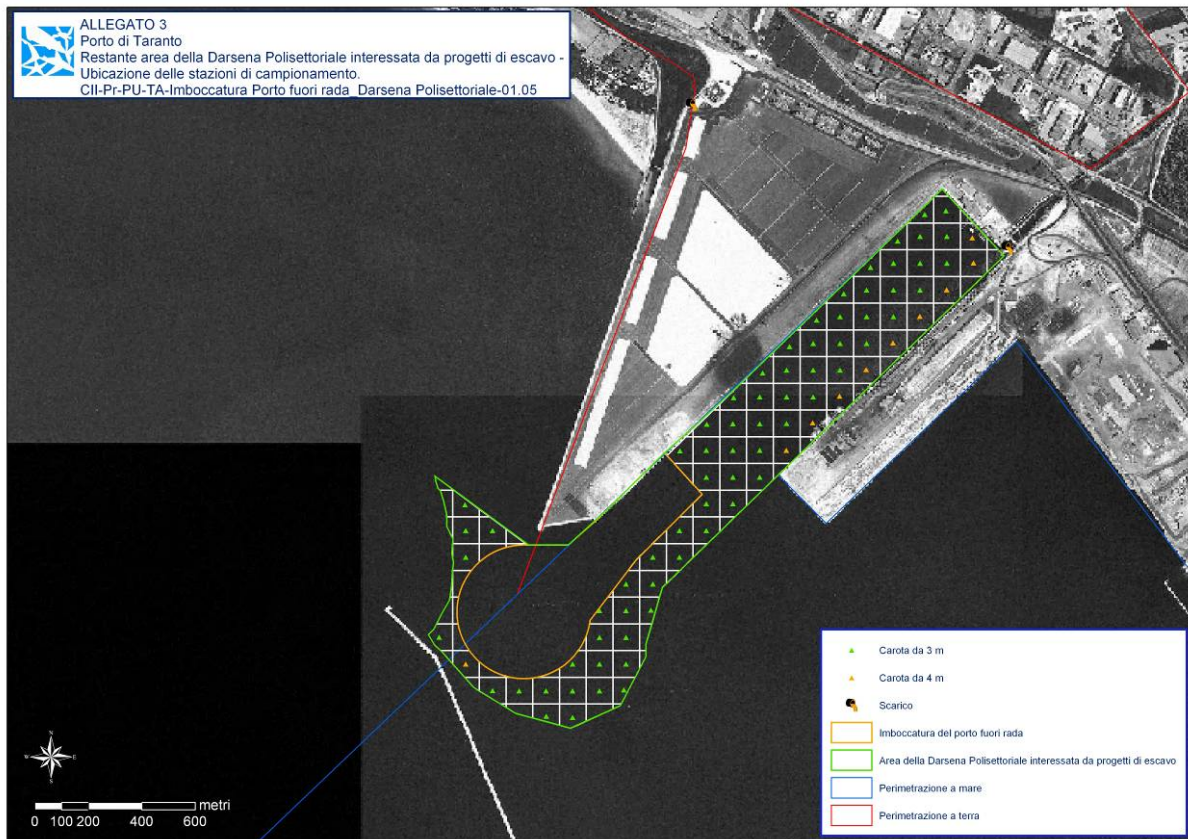 ALLEGATO 3
Porto di Taranto
Restante area della Darsena Polisettoriale interessata da progetti di escavo -
Ubicazione delle stazioni di campionamento.
CII-Pr-PU-TA-Imboccatura Porto fuori rada_Darsena Polisettoriale-01.05
Carota da 3 m
Carota da 4 m
Scarico
Imboccatura del porto fuori rada
Area della Darsena Polisettoriale interessata da progetti di escavo
Perimetrazione a mare
Perimetrazione a terra
N
W E
S
metri
0 100 200 400 600